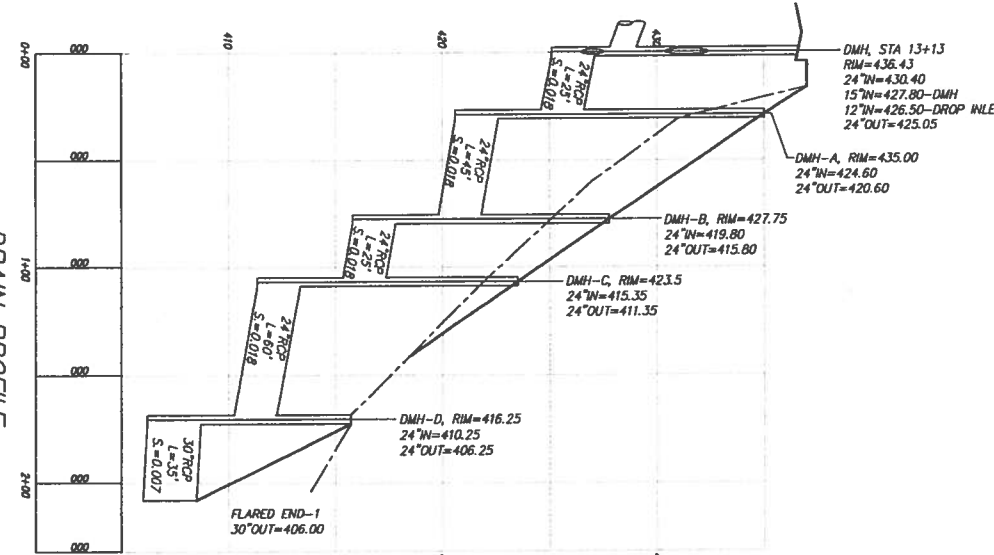 410
420
430
0+00
000
000
000
1+00
000
000
2+00
000
DMH, STA 13+13
RIM=436.43
24"IN=430.40
15"IN=427.80-DMH
12"IN=426.50-DROP INLE
24"OUT=425.05
24"RCP
L=25'
S.=0.018
DMH-A, RIM=435.00
24"IN=424.60
24"OUT=420.60
24"RCP
L=45'
S.=0.018
DMH-B, RIM=427.75
24"IN=419.80
24"OUT=415.80
24"RCP
L=25'
S.=0.018
DMH-C, RIM=423.5
24"IN=415.35
24"OUT=411.35
24"RCP
L=60'
S.=0.018
DMH-D, RIM=416.25
24"IN=410.25
24"OUT=406.25
30"RCP
L=35'
S.=0.007
FLARED END-1
30"OUT=406.00
DRAIN PROFILE